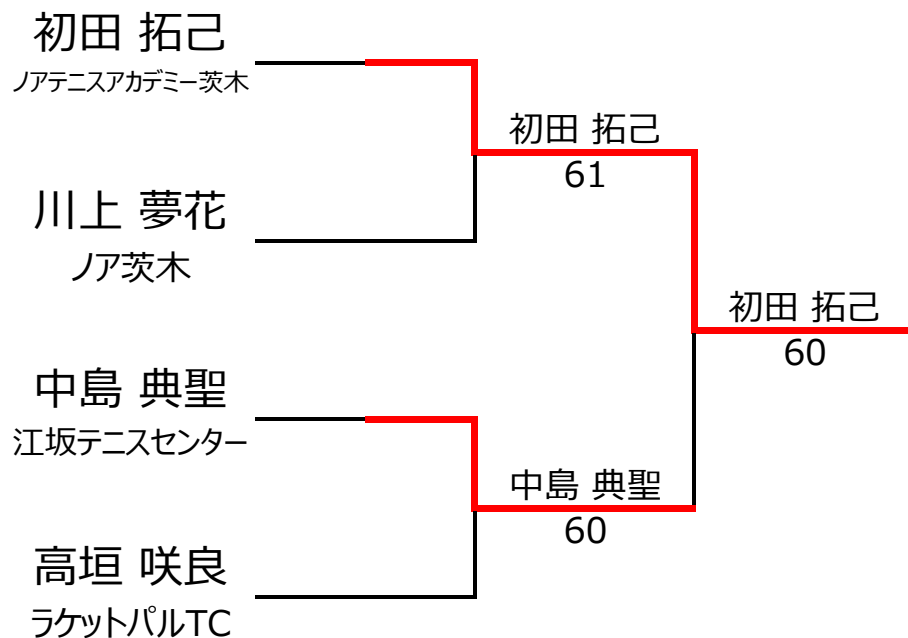 初田 拓己
ノアテニスアカデミー茨木
川上 夢花
ノア茨木
中島 典聖
江坂テニスセンター
高垣 咲良
ラケットパルTC
初田 拓己
61
中島 典聖
60
初田 拓己
60